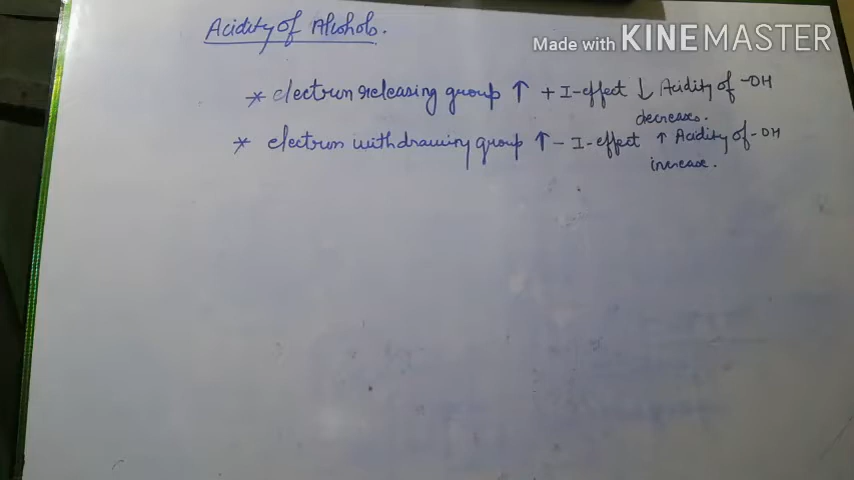 Acidity of Alcohols.
Made with KINEMASTER
* electron releasing group ↑ + I-effect ↓ Acidity of -OH
decreases.
* electron withdrawing group ↑ - I-effect ↑ Acidity of -OH
increase.